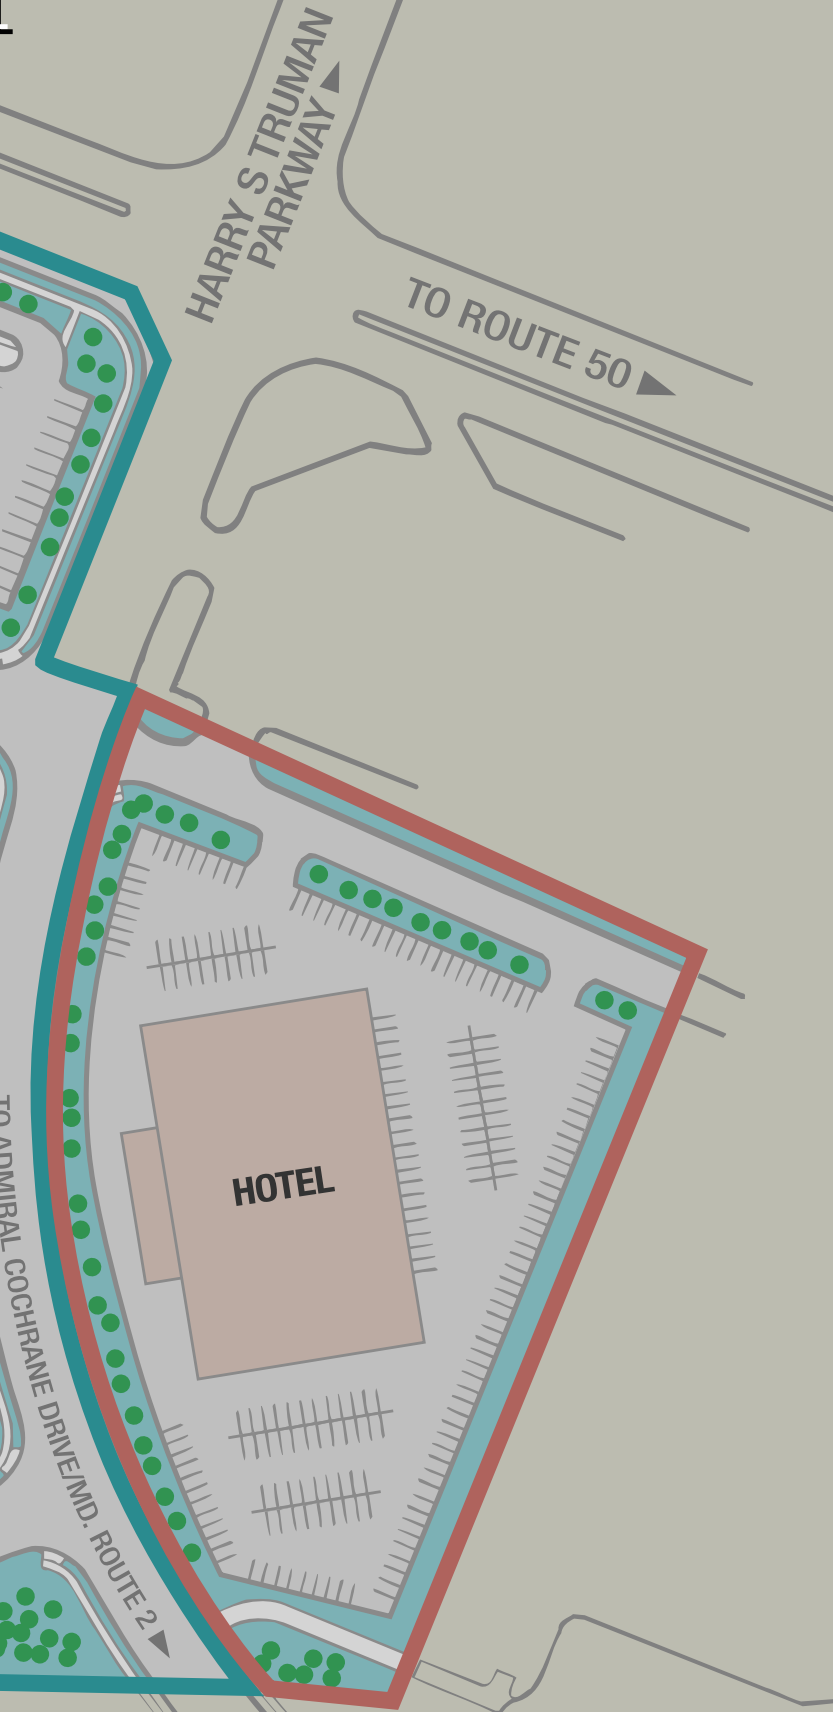 HARRY S TRUMAN
PARKWAY
TO ROUTE 50
HOTEL
TO ADMIRAL COCHRANE DRIVE/MD. ROUTE 2